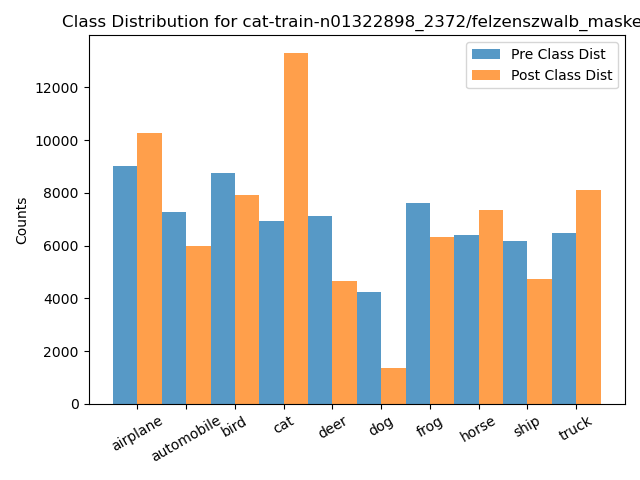 Class Distribution for cat-train-n01322898_2372/felzenszwalb_maske
Pre Class Dist
Post Class Dist
Counts
12000
10000
8000
6000
4000
2000
0
airplane
automobile
bird
cat
deer
dog
frog
horse
ship
truck